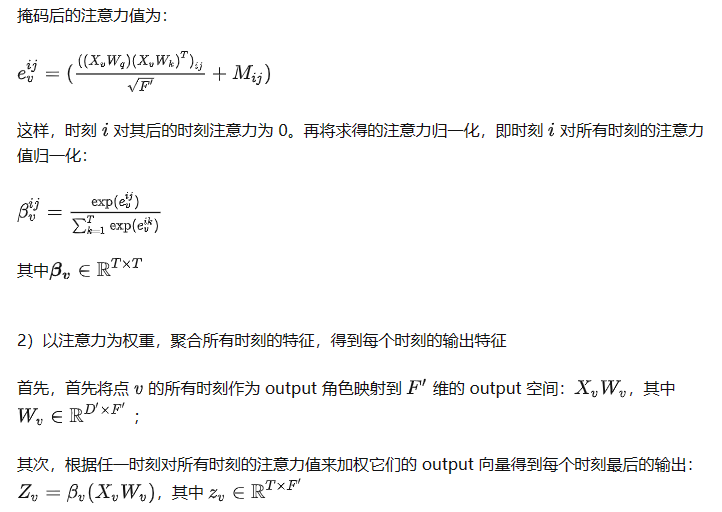 掩码后的注意力值为：
$e_v^{ij} = (\frac{((X_v W_q)(X_v W_k)^T)_{ij}}{\sqrt{F'}} + M_{ij})$
这样，时刻 $i$ 对其后的时刻注意力为 0。再将求得的注意力归一化，即时刻 $i$ 对所有时刻的注意力
值归一化：
$\beta_v^{ij} = \frac{\exp(e_v^{ij})}{\sum_{k=1}^{T} \exp(e_v^{ik})}$
其中$\boldsymbol{\beta_v} \in \mathbb{R}^{T \times T}$
2）以注意力为权重，聚合所有时刻的特征，得到每个时刻的输出特征
首先，首先将点 $v$ 的所有时刻作为 output 角色映射到 $F'$ 维的 output 空间：$X_v W_v$，其中
$W_v \in \mathbb{R}^{D' \times F'}$ ；
其次，根据任一时刻对所有时刻的注意力值来加权它们的 output 向量得到每个时刻最后的输出：
$Z_v = \beta_v(X_v W_v)$，其中 $z_v \in \mathbb{R}^{T \times F'}$